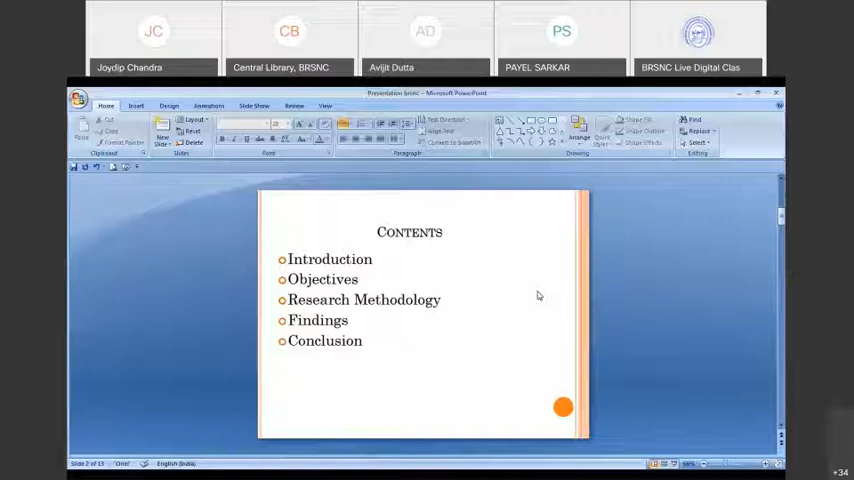 JC
CB
AD
PS
Joydip Chandra
Central Library, BRSNC
Avijit Dutta
PAYEL SARKAR
BRSNC Live Digital Clas
Presentation brsnc - Microsoft PowerPoint
Home
Insert
Design
Animations
Slide Show
Review
View
Cut
Copy
Format Painter
Paste
Clipboard
New
Slide
Layout
Reset
Delete
Slides
Font
Text Direction
Align Text
Convert to SmartArt
Paragraph
Arrange
Quick
Styles
Shape Fill
Shape Outline
Shape Effects
Drawing
Find
Replace
Select
Editing
CONTENTS
Introduction
Objectives
Research Methodology
Findings
Conclusion
Slide 2 of 13
English (India)
+34